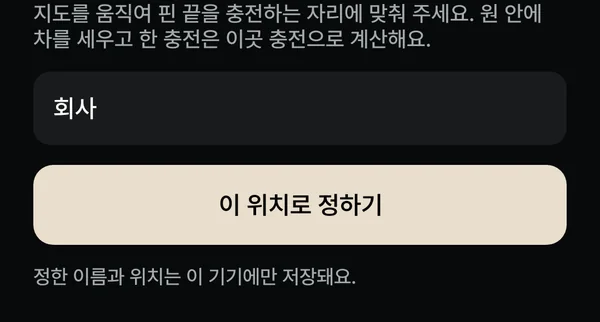 지도를 움직여 핀 끝을 충전하는 자리에 맞춰 주세요. 원 안에
차를 세우고 한 충전은 이곳 충전으로 계산해요.
회사
이 위치로 정하기
정한 이름과 위치는 이 기기에만 저장돼요.